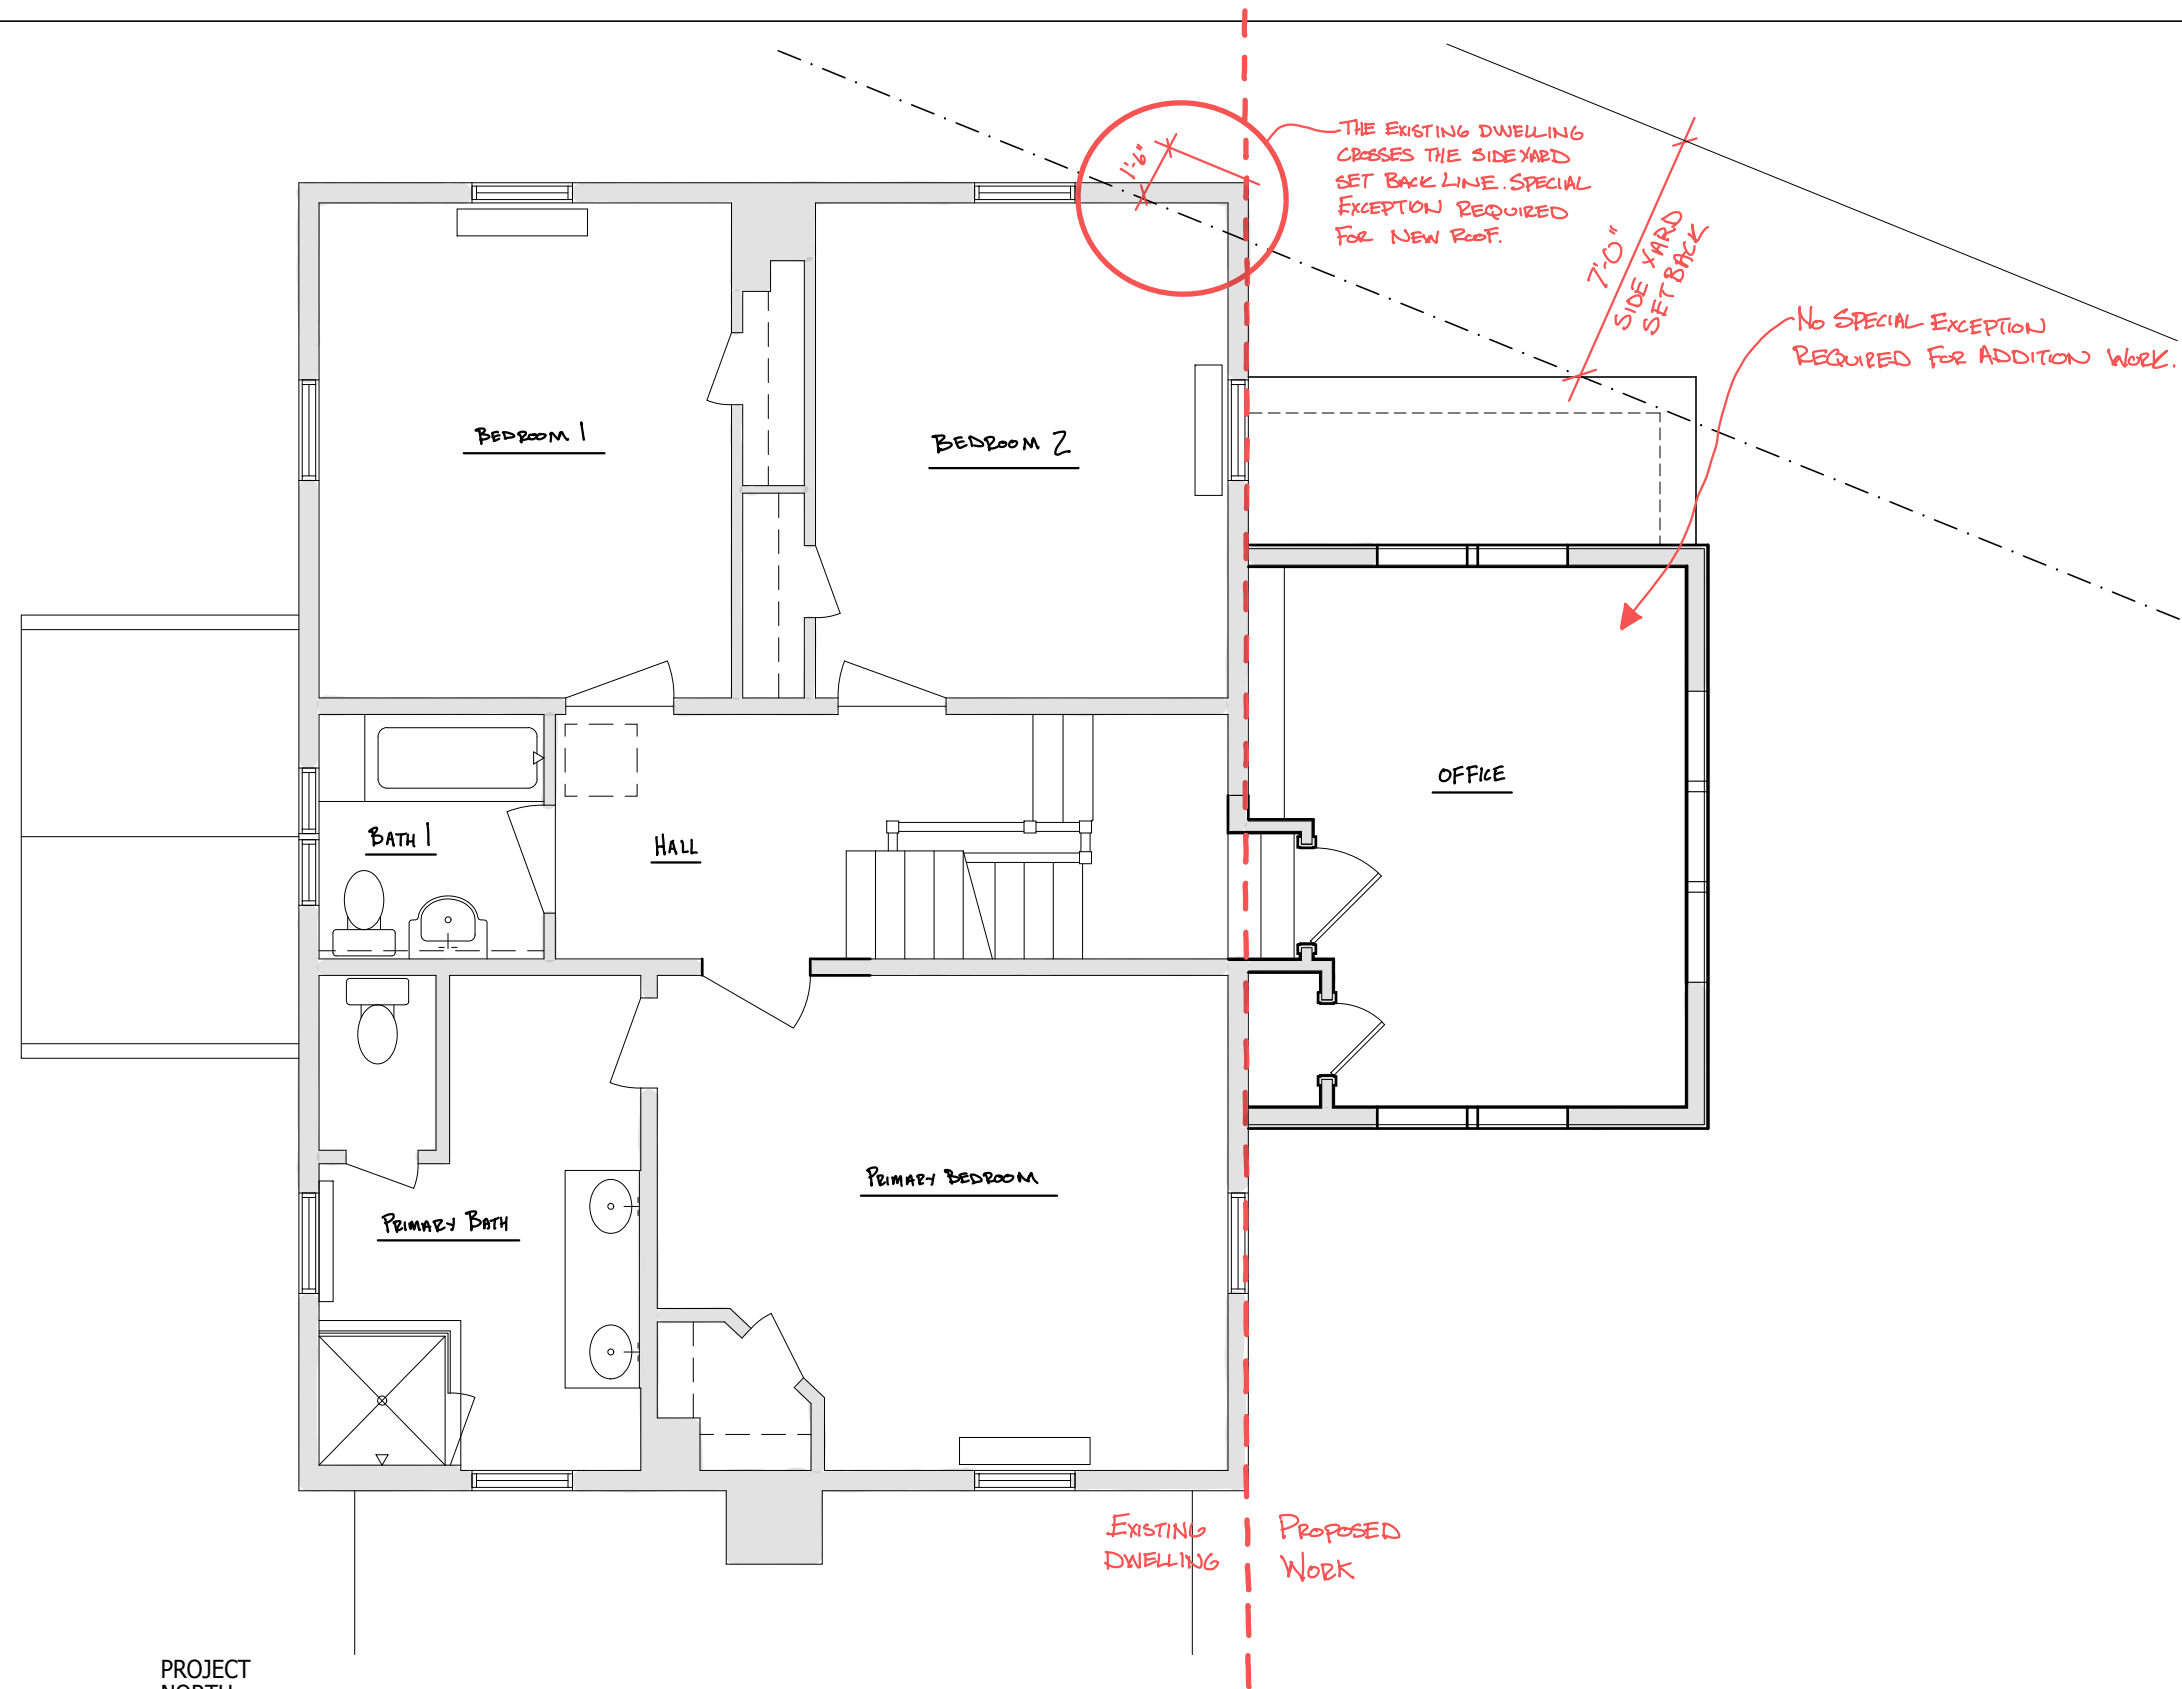 1'-6"
THE EXISTING DWELLING
CROSSES THE SIDE YARD
SET BACK LINE. SPECIAL
EXCEPTION REQUIRED
FOR NEW ROOF.
7'-0"
SIDE YARD
SETBACK
NO SPECIAL EXCEPTION
REQUIRED FOR ADDITION WORK.
BEDROOM 1
BEDROOM 2
OFFICE
BATH 1
HALL
PRIMARY BEDROOM
PRIMARY BATH
EXISTING
DWELLING
PROPOSED
WORK
PROJECT
NORTH